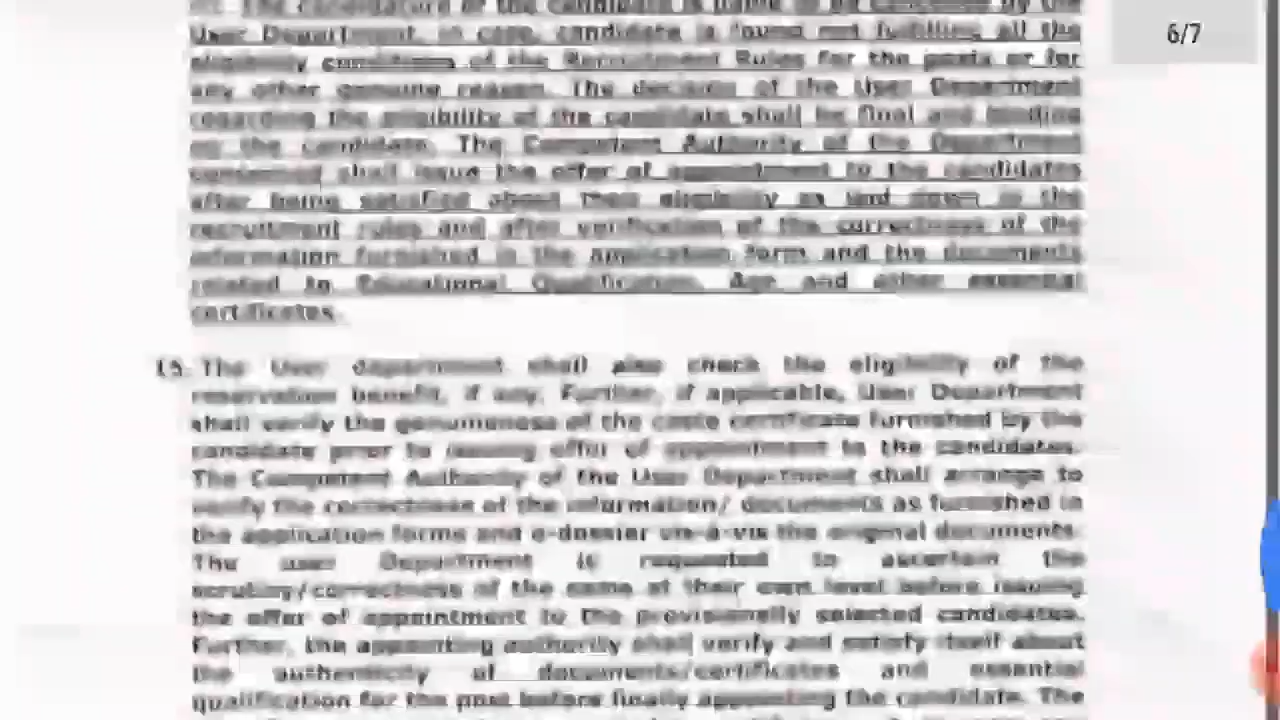 6/7
The candidature of the candidate is liable to be cancelled by the
User Department, in case, candidate is found not fulfilling all the
eligibility conditions of the Recruitment Rules for the posts or for
any other genuine reason. The decision of the User Department
regarding the eligibility of the candidate shall be final and binding
on the candidate. The Competent Authority of the Department
concerned shall issue the offer of appointment to the candidates
after being satisfied about their eligibility as laid down in the
recruitment rules and after verification of the correctness of the
information furnished in the application form and the documents
related to Educational Qualification, Age and other essential
certificates.
15. The User department shall also check the eligibility of the
reservation benefit, if any. Further, if applicable, User Department
shall verify the genuineness of the caste certificate furnished by the
candidate prior to issuing offer of appointment to the candidates.
The Competent Authority of the User Department shall arrange to
verify the correctness of the information/ documents as furnished in
the application forms and e-dossier vis-à-vis the original documents.
The user Department is requested to ascertain the
scrutiny/correctness of the same at their own level before issuing
the offer of appointment to the provisionally selected candidates.
Further, the appointing authority shall verify and satisfy itself about
the authenticity of documents/certificates and essential
qualification for the post before finally appointing the candidate. The